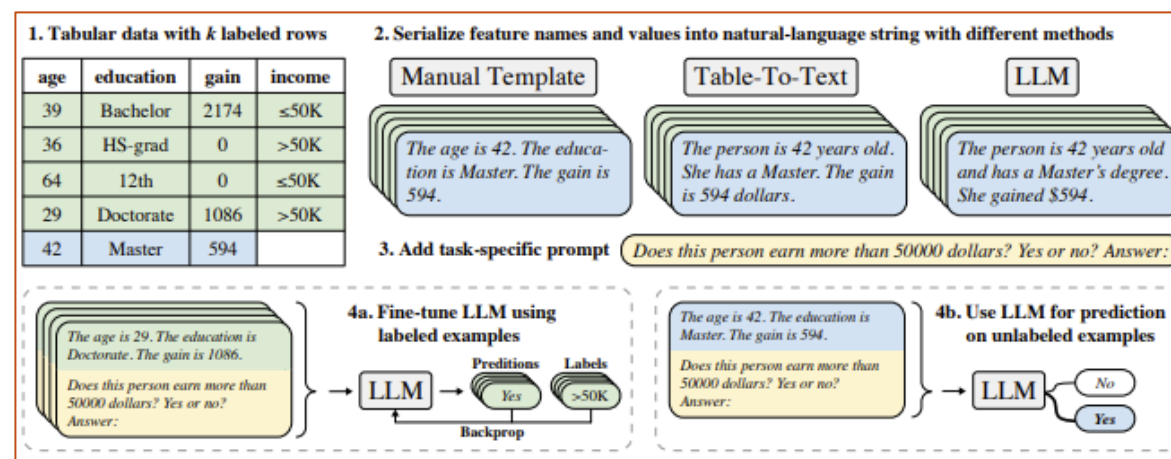 1. Tabular data with k labeled rows
age education gain income
39 Bachelor 2174 ≤50K
36 HS-grad 0 >50K
64 12th 0 ≤50K
29 Doctorate 1086 >50K
42 Master 594
2. Serialize feature names and values into natural-language string with different methods
Manual Template
The age is 42. The educa-
tion is Master. The gain is
594.
Table-To-Text
The person is 42 years old.
She has a Master. The gain
is 594 dollars.
LLM
The person is 42 years old
and has a Master's degree.
She gained $594.
3. Add task-specific prompt
Does this person earn more than 50000 dollars? Yes or no? Answer:
The age is 29. The education is
Doctorate. The gain is 1086.
Does this person earn more than
50000 dollars? Yes or no?
Answer:
4a. Fine-tune LLM using
labeled examples
LLM
Preditions
Yes
Labels
>50K
Backprop
The age is 42. The education is
Master. The gain is 594.
Does this person earn more than
50000 dollars? Yes or no?
Answer:
4b. Use LLM for prediction
on unlabeled examples
LLM
No
Yes